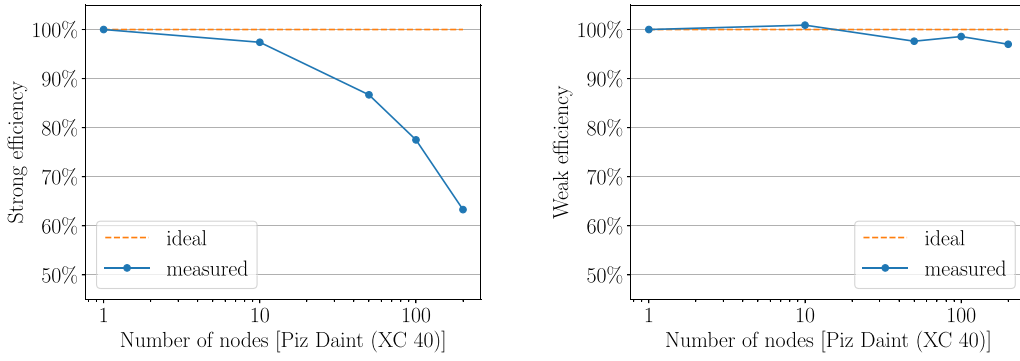 100%
90%
80%
70%
60%
50%
Strong efficiency
ideal
measured
1
10
100
Number of nodes [Piz Daint (XC 40)]
100%
90%
80%
70%
60%
50%
Weak efficiency
ideal
measured
1
10
100
Number of nodes [Piz Daint (XC 40)]